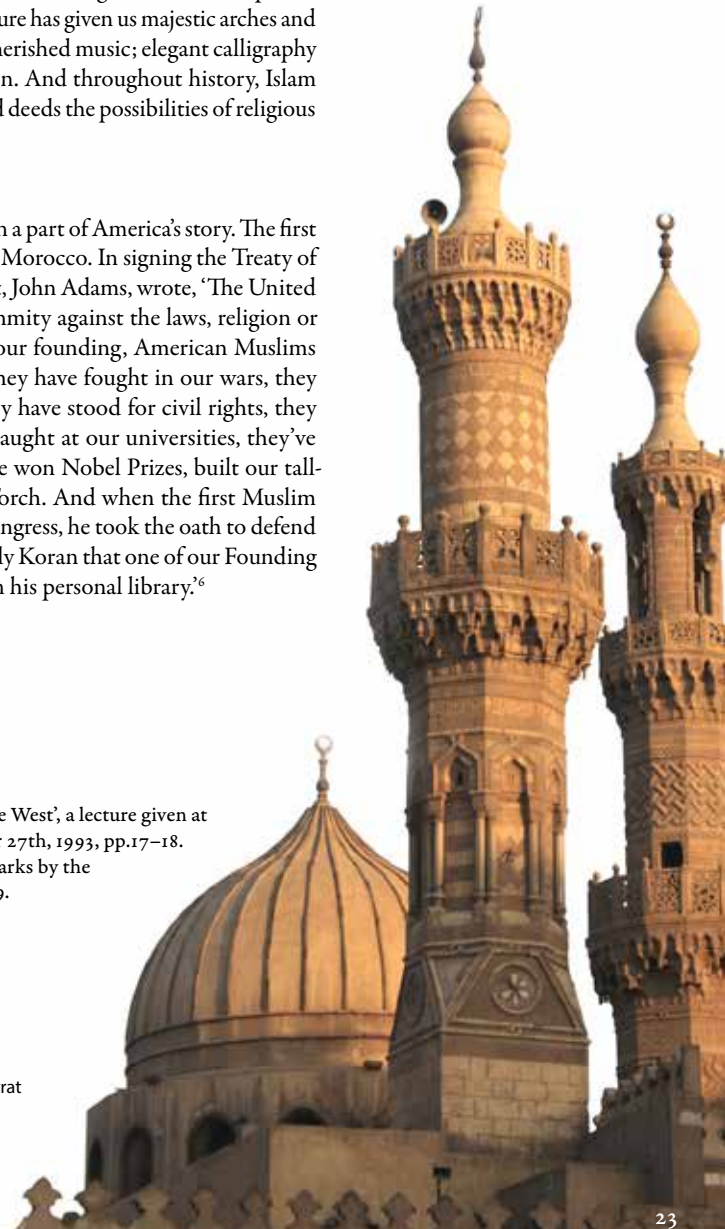 ure has given us majestic arches and
herished music; elegant calligraphy
n. And throughout history, Islam
d deeds the possibilities of religious
n a part of America’s story. The first
Morocco. In signing the Treaty of
, John Adams, wrote, ‘The United
nmity against the laws, religion or
our founding, American Muslims
hey have fought in our wars, they
y have stood for civil rights, they
aught at our universities, they’ve
e won Nobel Prizes, built our tall-
orch. And when the first Muslim
ngress, he took the oath to defend
ly Koran that one of our Founding
n his personal library.’⁶
e West’, a lecture given at
r 27th, 1993, pp.17–18.
arks by the
9.
rat
23